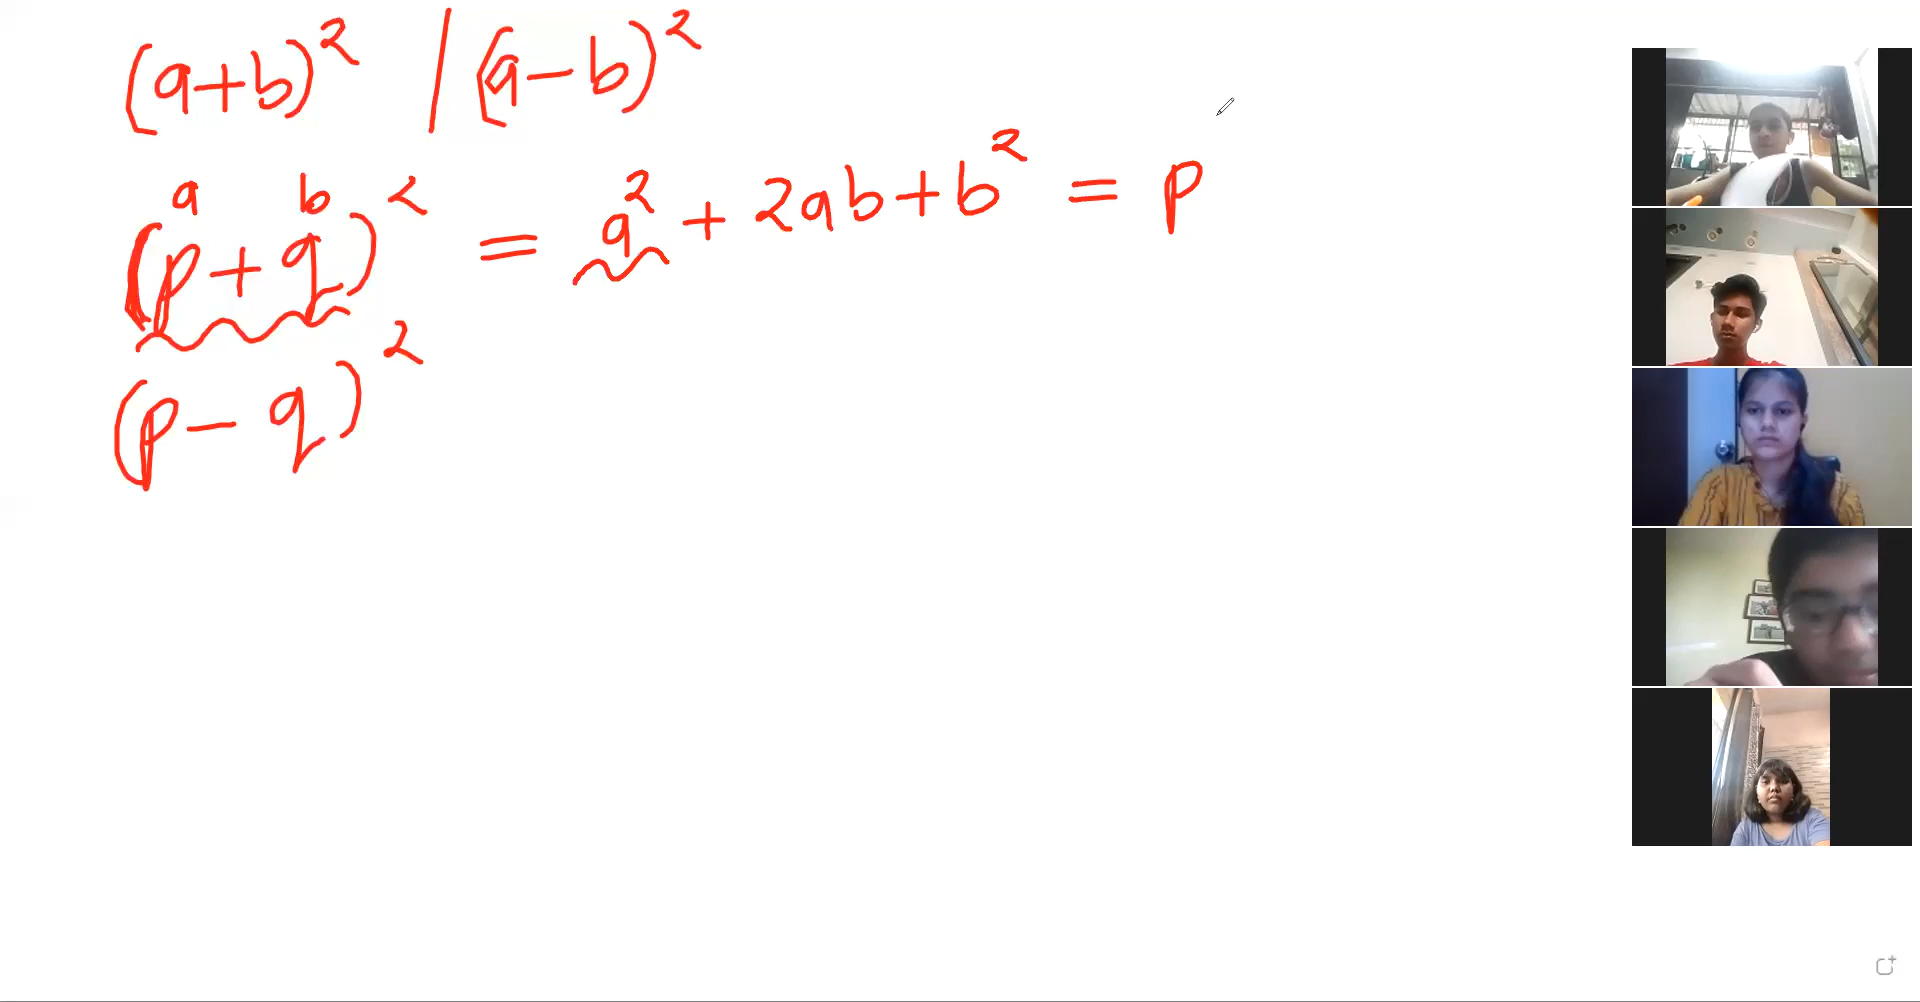 (a+b)² / (a-b)²
a b
(p+q)² = a² + 2ab + b² = p
(p-q)²